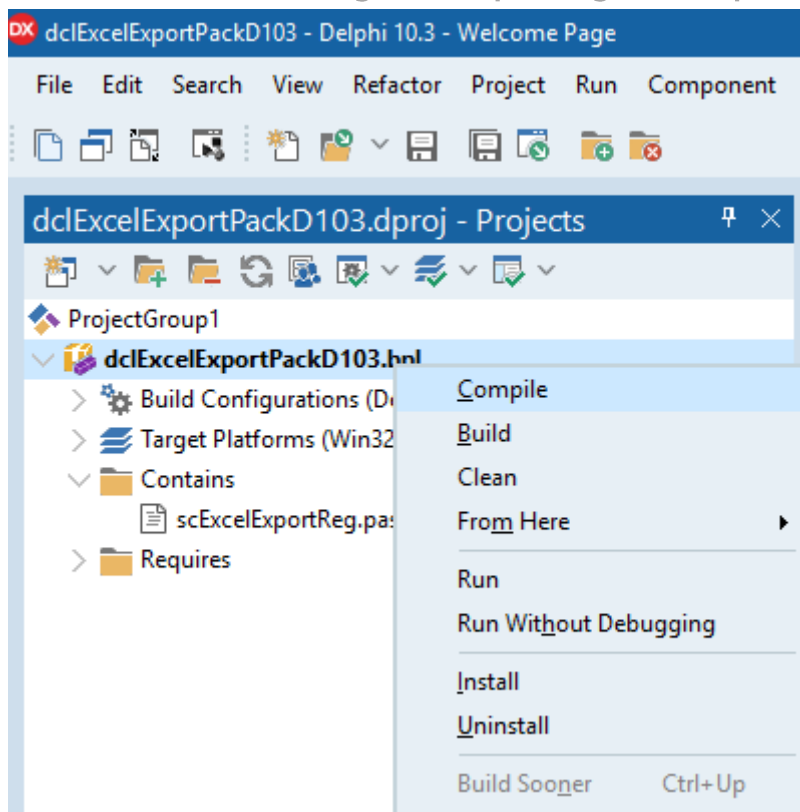 DX dclExcelExportPackD103 - Delphi 10.3 - Welcome Page
File Edit Search View Refactor Project Run Component
dclExcelExportPackD103.dproj - Projects
ProjectGroup1
dclExcelExportPackD103.bpl
Build Configurations (De
Target Platforms (Win32
Contains
scExcelExportReg.pas
Requires
Compile
Build
Clean
From Here
Run
Run Without Debugging
Install
Uninstall
Build Sooner Ctrl+Up